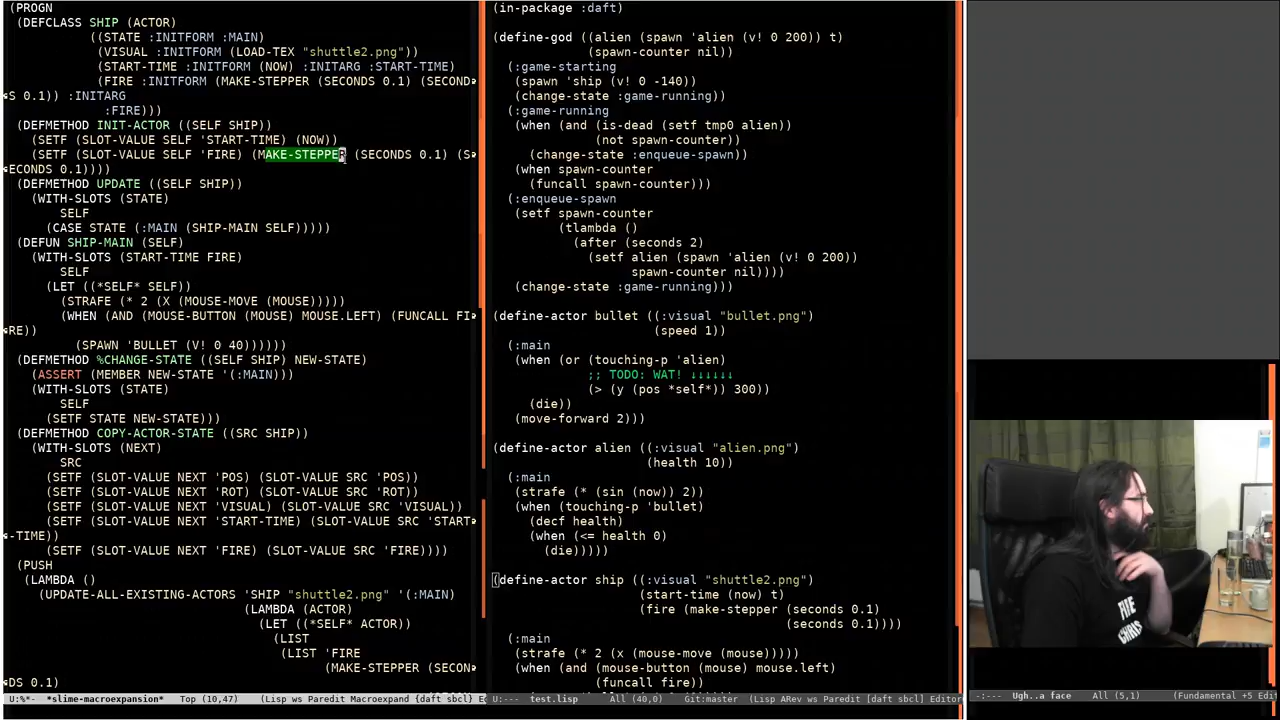 (PROGN
(DEFCLASS SHIP (ACTOR)
((STATE :INITFORM :MAIN)
(VISUAL :INITFORM (LOAD-TEX "shuttle2.png"))
(START-TIME :INITFORM (NOW) :INITARG :START-TIME)
(FIRE :INITFORM (MAKE-STEPPER (SECONDS 0.1) (SECOND
S 0.1)) :INITARG
:FIRE)))
(DEFMETHOD INIT-ACTOR ((SELF SHIP))
(SETF (SLOT-VALUE SELF 'START-TIME) (NOW))
(SETF (SLOT-VALUE SELF 'FIRE) (MAKE-STEPPER (SECONDS 0.1) (S
ECONDS 0.1))))
(DEFMETHOD UPDATE ((SELF SHIP))
(WITH-SLOTS (STATE)
SELF
(CASE STATE (:MAIN (SHIP-MAIN SELF)))))
(DEFUN SHIP-MAIN (SELF)
(WITH-SLOTS (START-TIME FIRE)
SELF
(LET ((*SELF* SELF))
(STRAFE (* 2 (X (MOUSE-MOVE (MOUSE)))))
(WHEN (AND (MOUSE-BUTTON (MOUSE) MOUSE.LEFT) (FUNCALL FI
RE))
(SPAWN 'BULLET (V! 0 40))))))
(DEFMETHOD %CHANGE-STATE ((SELF SHIP) NEW-STATE)
(ASSERT (MEMBER NEW-STATE '(:MAIN)))
(WITH-SLOTS (STATE)
SELF
(SETF STATE NEW-STATE)))
(DEFMETHOD COPY-ACTOR-STATE ((SRC SHIP))
(WITH-SLOTS (NEXT)
SRC
(SETF (SLOT-VALUE NEXT 'POS) (SLOT-VALUE SRC 'POS))
(SETF (SLOT-VALUE NEXT 'ROT) (SLOT-VALUE SRC 'ROT))
(SETF (SLOT-VALUE NEXT 'VISUAL) (SLOT-VALUE SRC 'VISUAL))
(SETF (SLOT-VALUE NEXT 'START-TIME) (SLOT-VALUE SRC 'START
-TIME))
(SETF (SLOT-VALUE NEXT 'FIRE) (SLOT-VALUE SRC 'FIRE))))
(PUSH
(LAMBDA ()
(UPDATE-ALL-EXISTING-ACTORS 'SHIP "shuttle2.png" '(:MAIN)
(LAMBDA (ACTOR)
(LET ((*SELF* ACTOR))
(LIST
(LIST 'FIRE
(MAKE-STEPPER (SECON
DS 0.1)
U:%*- *slime-macroexpansion* Top (10,47) (Lisp ws Paredit Macroexpand {daft sbcl} Ed
(in-package :daft)
(define-god ((alien (spawn 'alien (v! 0 200)) t)
(spawn-counter nil))
(:game-starting
(spawn 'ship (v! 0 -140))
(change-state :game-running))
(:game-running
(when (and (is-dead (setf tmp0 alien))
(not spawn-counter))
(change-state :enqueue-spawn))
(when spawn-counter
(funcall spawn-counter)))
(:enqueue-spawn
(setf spawn-counter
(tlambda ()
(after (seconds 2)
(setf alien (spawn 'alien (v! 0 200))
spawn-counter nil))))
(change-state :game-running)))
(define-actor bullet ((:visual "bullet.png")
(speed 1))
(:main
(when (or (touching-p 'alien)
;; TODO: WAT! ↓↓↓↓↓↓
(> (y (pos *self*)) 300))
(die))
(move-forward 2)))
(define-actor alien ((:visual "alien.png")
(health 10))
(:main
(strafe (* (sin (now)) 2))
(when (touching-p 'bullet)
(decf health)
(when (<= health 0)
(die)))))
(define-actor ship ((:visual "shuttle2.png")
(start-time (now) t)
(fire (make-stepper (seconds 0.1)
(seconds 0.1))))
(:main
(strafe (* 2 (x (mouse-move (mouse)))))
(when (and (mouse-button (mouse) mouse.left)
(funcall fire))
U:--- test.lisp All (40,0) Git:master (Lisp ARev ws Paredit [daft sbcl] Editor
-:--- Ugh..a face All (5,1) (Fundamental +5 Edit